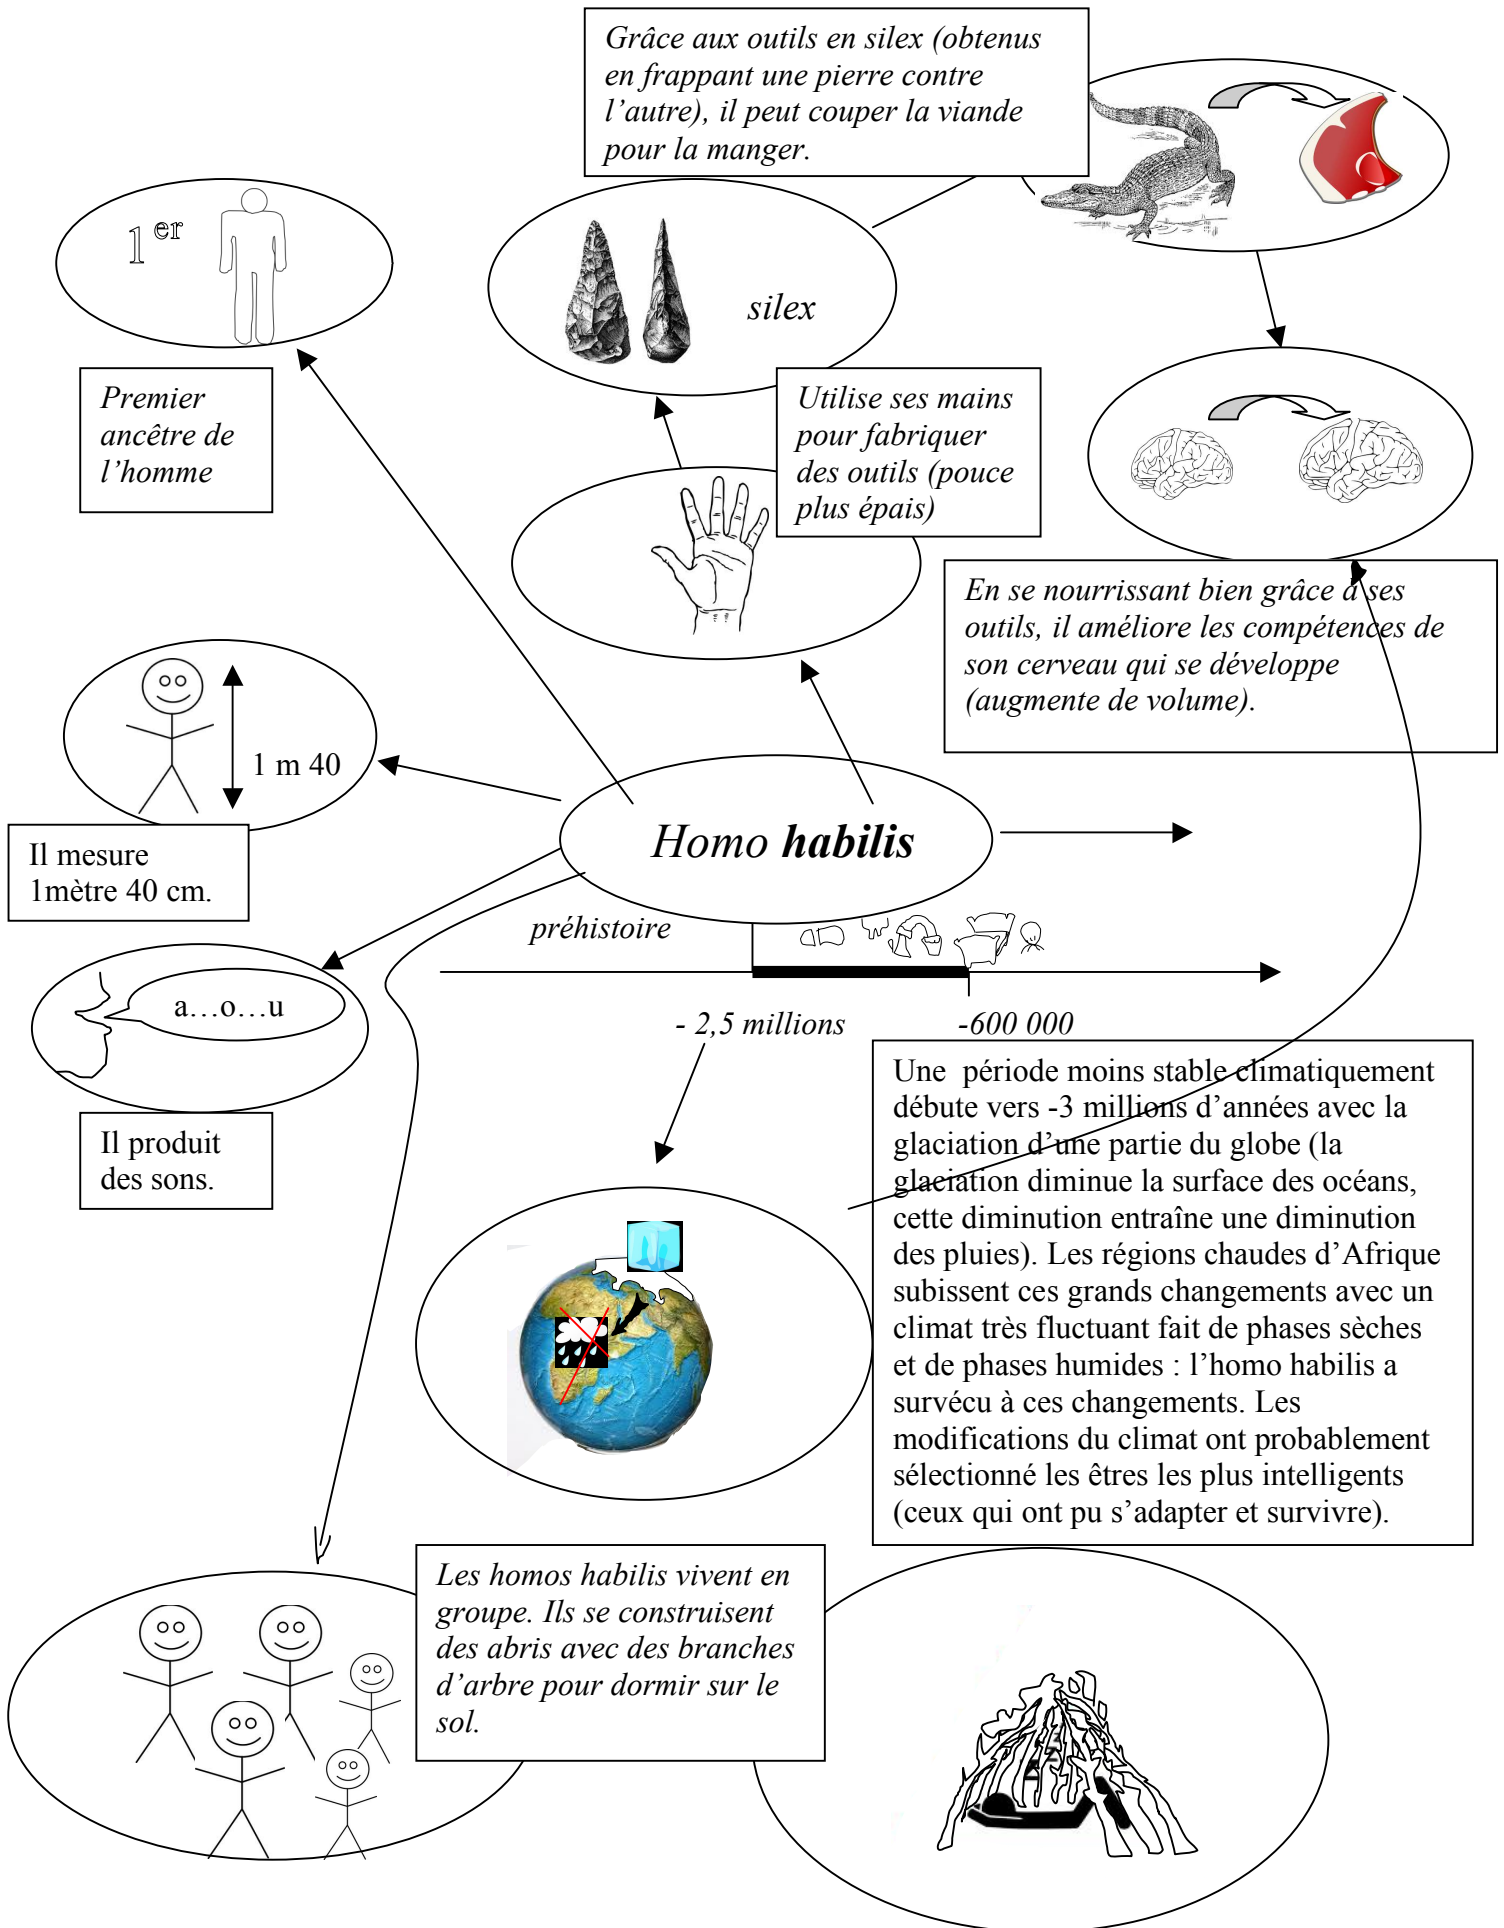 Grâce aux outils en silex (obtenus
en frappant une pierre contre
l'autre), il peut couper la viande
pour la manger.
1er
silex
Premier
ancêtre de
l'homme
Utilise ses mains
pour fabriquer
des outils (pouce
plus épais)
En se nourrissant bien grâce à ses
outils, il améliore les compétences de
son cerveau qui se développe
(augmente de volume).
1 m 40
Il mesure
1mètre 40 cm.
Homo habilis
préhistoire
- 2,5 millions
-600 000
a…o…u
Il produit
des sons.
Une  période moins stable climatiquement
débute vers -3 millions d'années avec la
glaciation d'une partie du globe (la
glaciation diminue la surface des océans,
cette diminution entraîne une diminution
des pluies). Les régions chaudes d'Afrique
subissent ces grands changements avec un
climat très fluctuant fait de phases sèches
et de phases humides : l'homo habilis a
survécu à ces changements. Les
modifications du climat ont probablement
sélectionné les êtres les plus intelligents
(ceux qui ont pu s'adapter et survivre).
Les homos habilis vivent en
groupe. Ils se construisent
des abris avec des branches
d'arbre pour dormir sur le
sol.